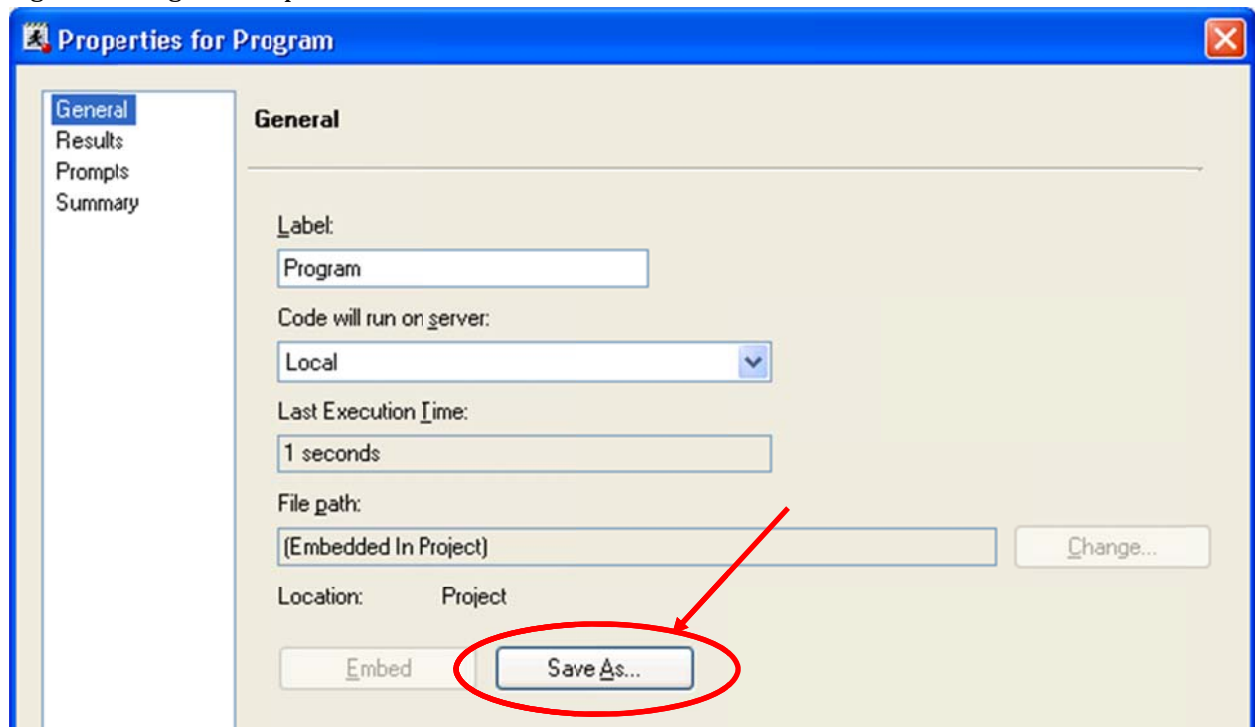 Properties for Program
General
Results
Prompts
Summary
General
Label:
Program
Code will run on server:
Local
Last Execution Time:
1 seconds
File path:
(Embedded In Project)
Change...
Location: Project
Embed
Save As...